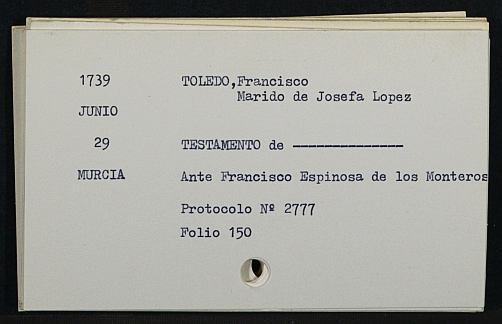 1739 TOLEDO,Francisco
Marido de Josefa Lopez
JUNIO
29 TESTAMENTO de --------------
MURCIA Ante Francisco Espinosa de los Monteros
Protocolo Nº 2777
Folio 150